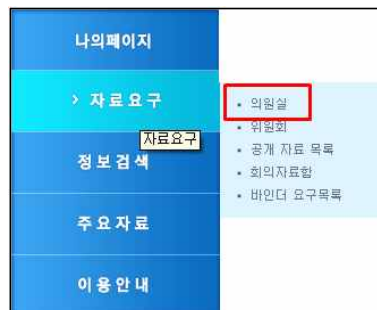 나의페이지
> 자료요구
자료요구
정보검색
주요자료
이용안내
의원실
위원회
공개 자료 목록
회의자료함
바인더 요구목록